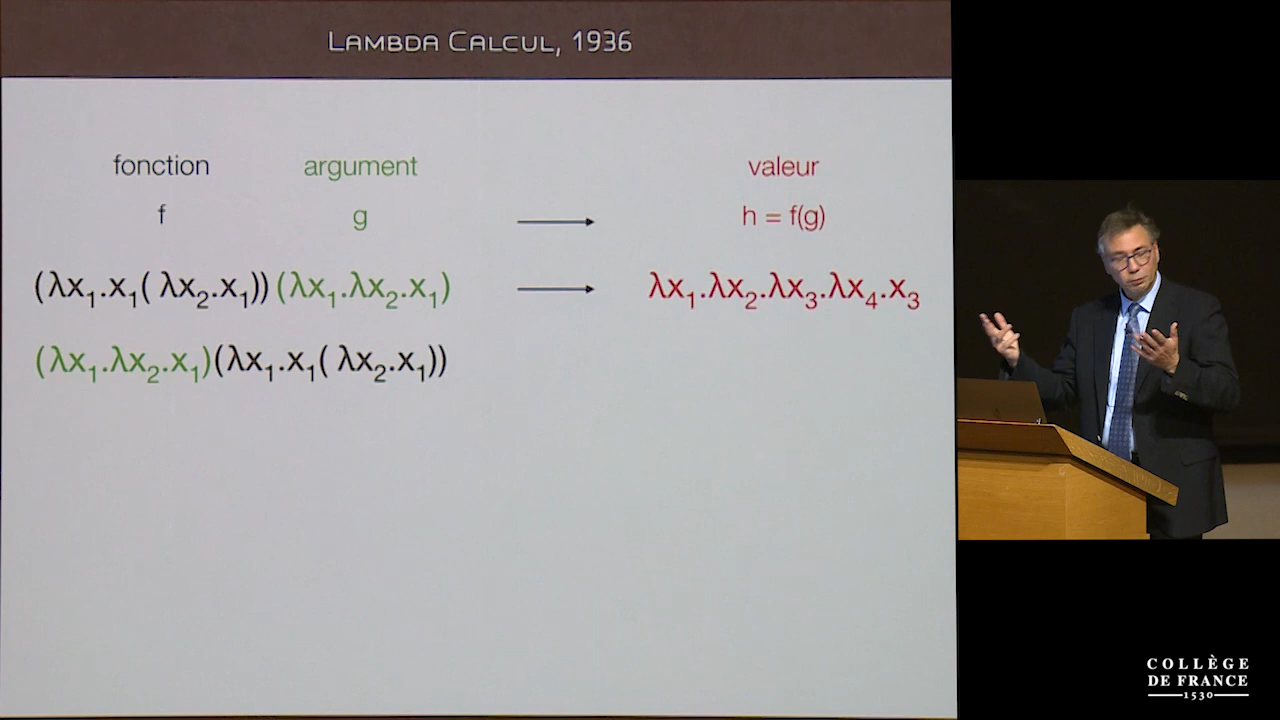 LAMBDA CALCUL, 1936
fonction argument valeur
f g h = f(g)
(λx₁.x₁( λx₂.x₁)) (λx₁.λx₂.x₁) λx₁.λx₂.λx₃.λx₄.x₃
(λx₁.λx₂.x₁)(λx₁.x₁( λx₂.x₁))
COLLÈGE
DE FRANCE
1530